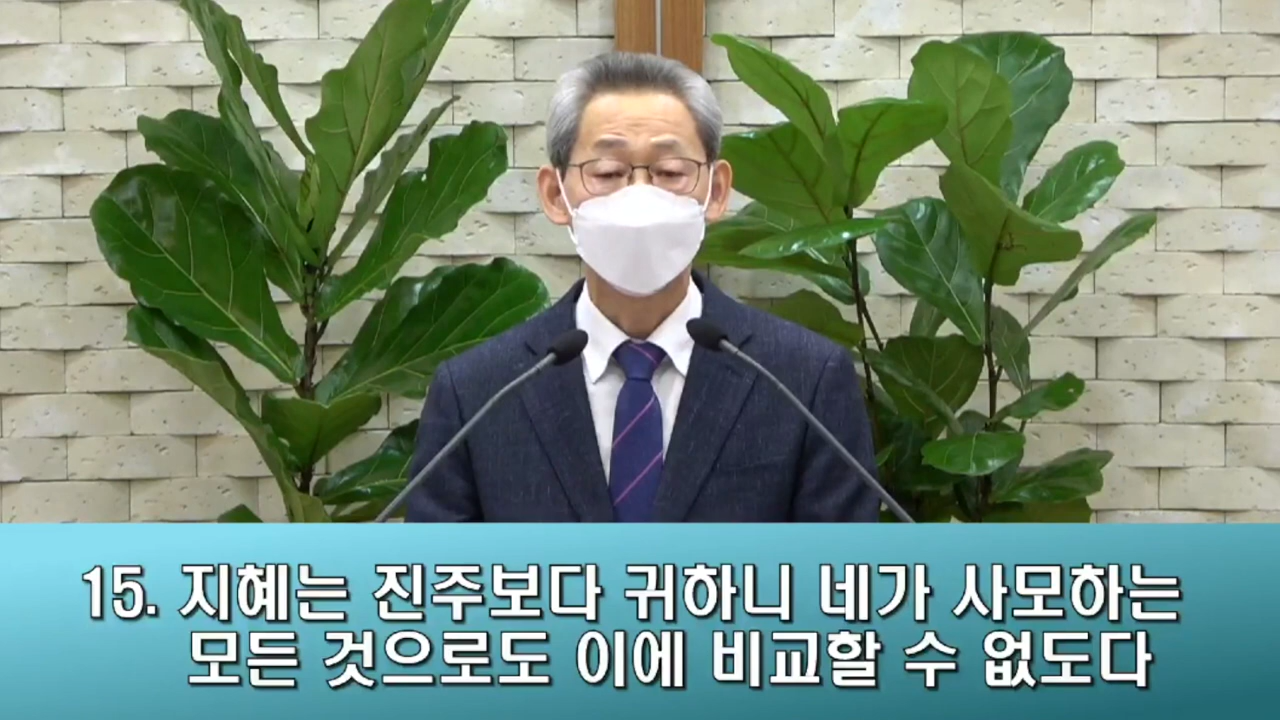 15. 지혜는 진주보다 귀하니 네가 사모하는
모든 것으로도 이에 비교할 수 없도다